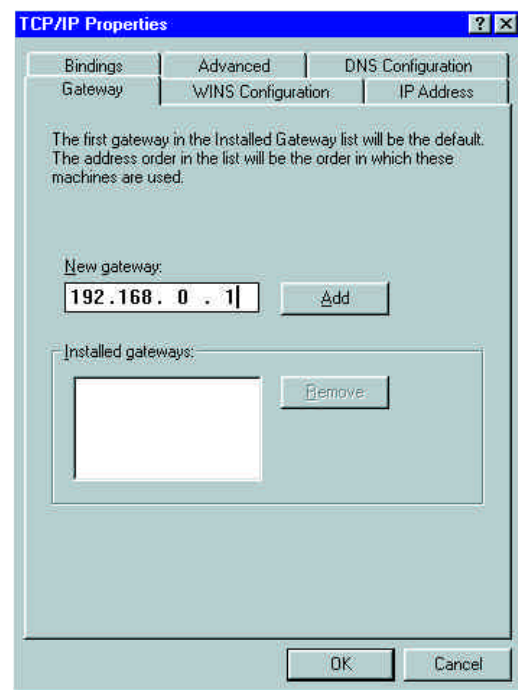 TCP/IP Properties
? ×
Bindings Advanced DNS Configuration
Gateway WINS Configuration IP Address
The first gateway in the Installed Gateway list will be the default.
The address order in the list will be the order in which these
machines are used.
New gateway:
192.168. 0 . 1
Add
Installed gateways:
Remove
OK Cancel